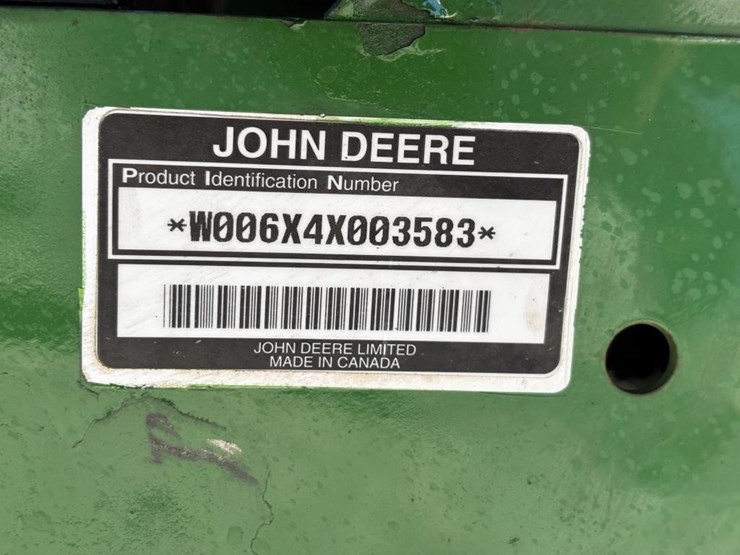 JOHN DEERE
Product Identification Number
*W006X4X003583*
JOHN DEERE LIMITED
MADE IN CANADA